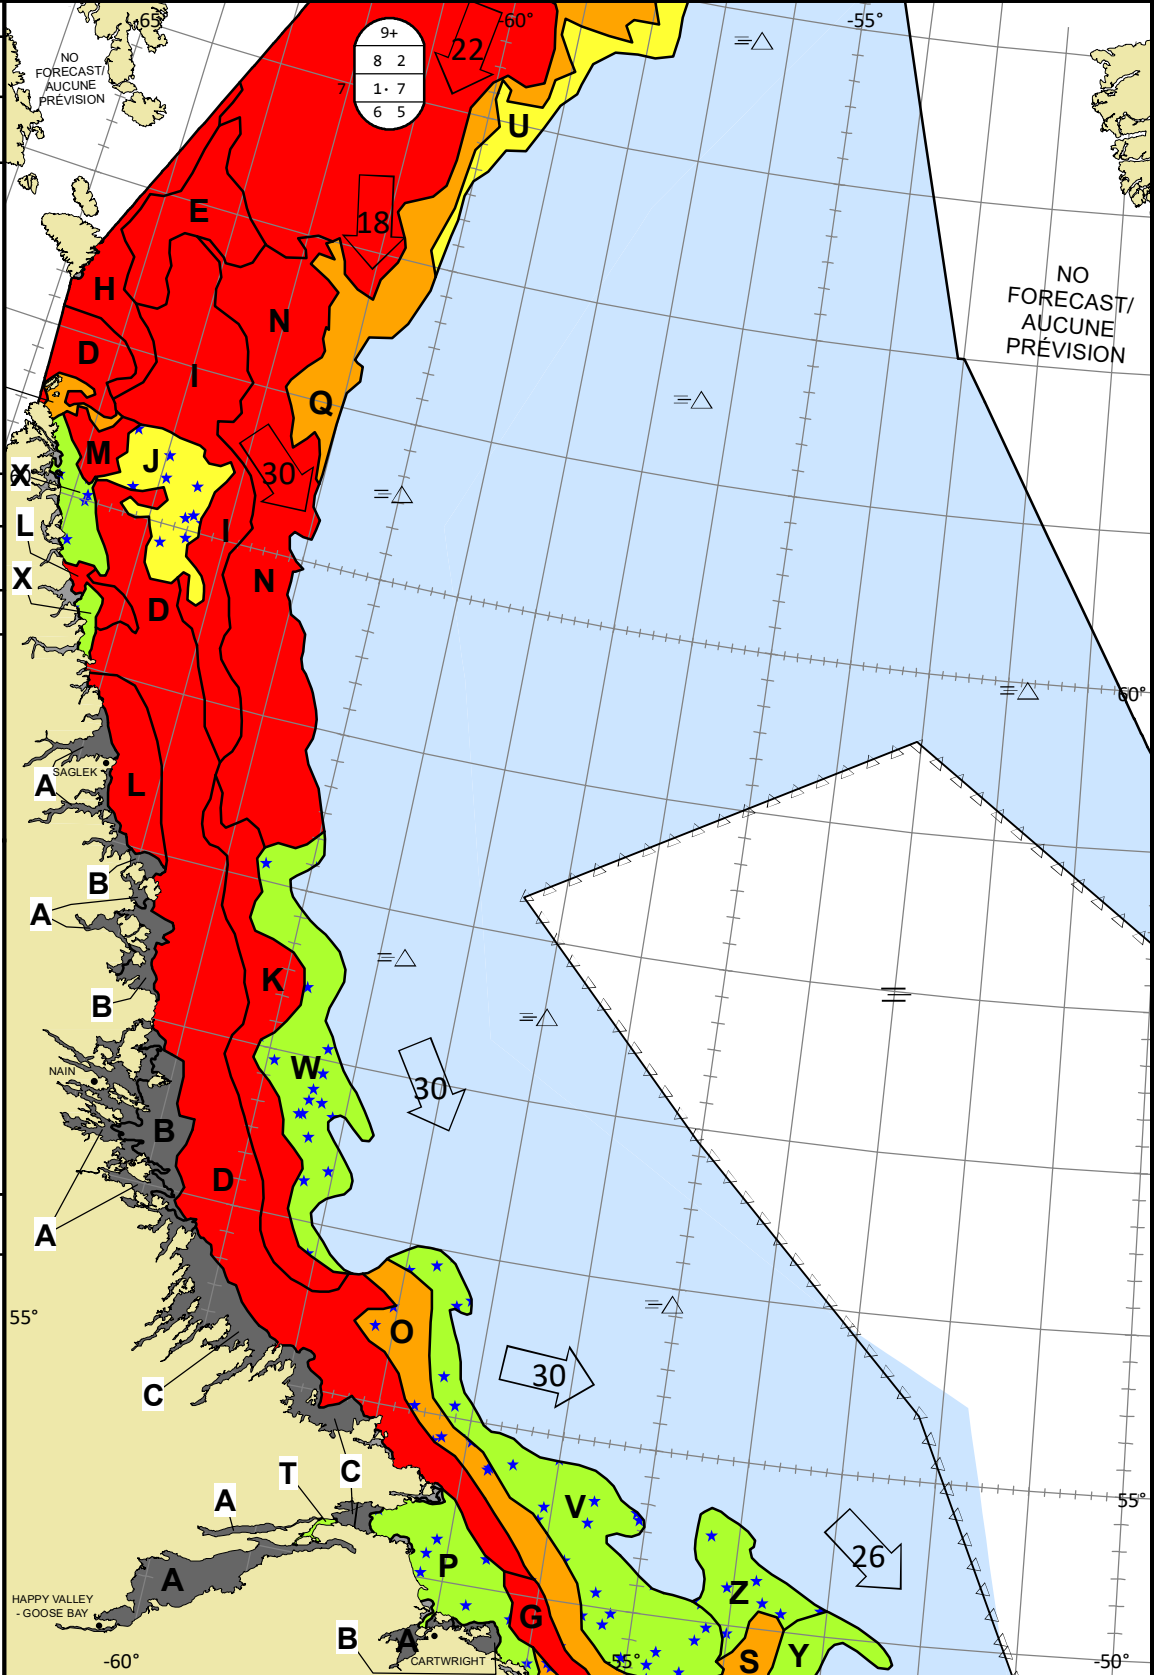 -65°
-60°
-55°
9+
8 2
7 1· 7
6 5
22
NO
FORECAST/
AUCUNE
PRÉVISION
U
E
18
H
N
NO
FORECAST/
AUCUNE
PRÉVISION
D
I
Q
M
J
30
X
L
I
X
D
N
60°
SAGLEK
A
L
B
A
K
B
W
NAIN
30
B
D
A
55°
O
30
C
T
C
A
V
55°
26
P
A
Z
HAPPY VALLEY
- GOOSE BAY
G
B
A
Y
S
CARTWRIGHT
-60°
-55°
-50°